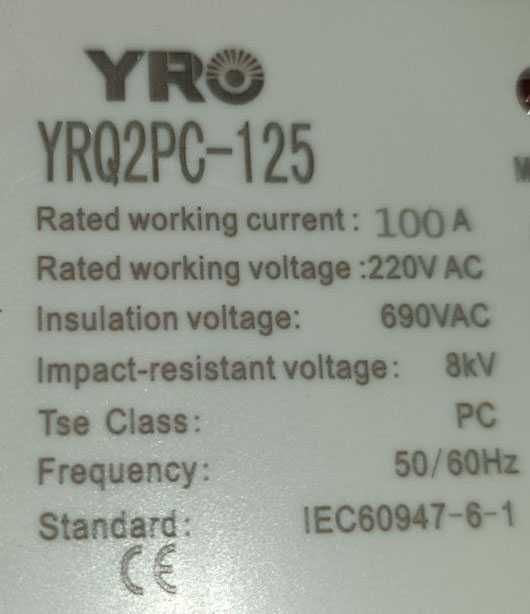 YRO
YRQ2PC-125
Rated working current: 100A
Rated working voltage:220V AC
Insulation voltage: 690VAC
Impact-resistant voltage: 8kV
Tse Class: PC
Frequency: 50/60Hz
Standard: IEC60947-6-1
CE